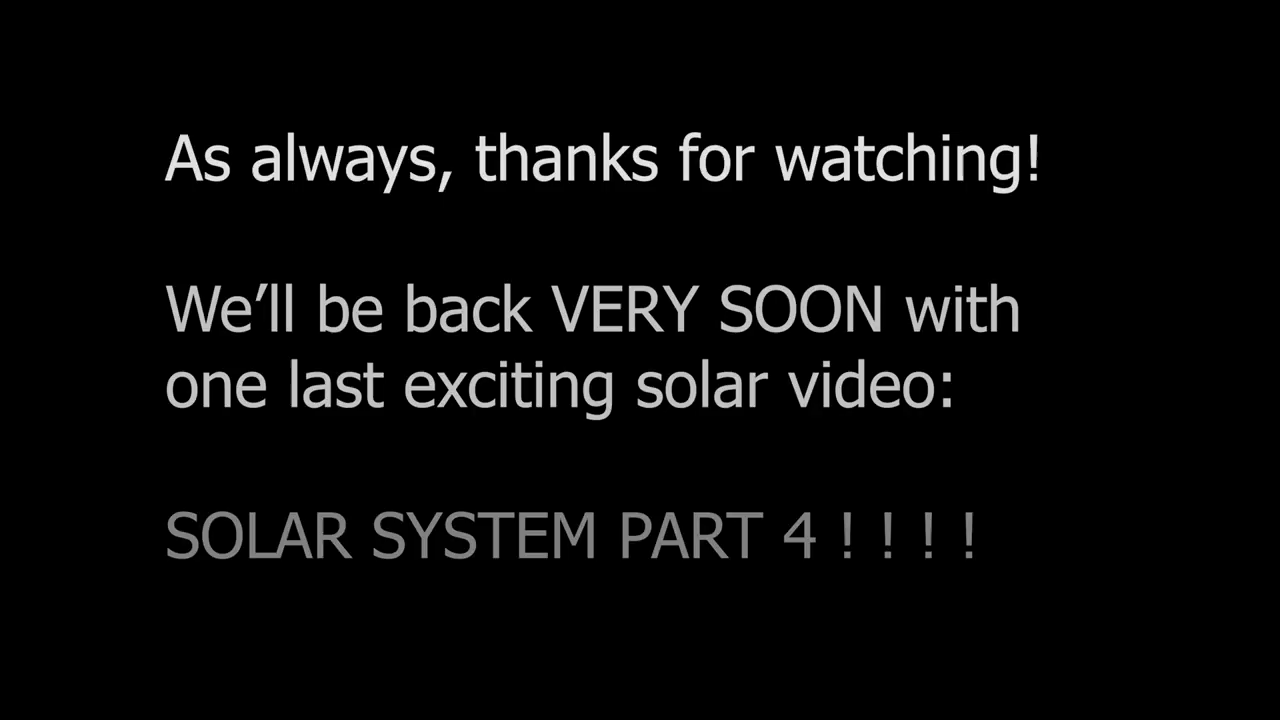 As always, thanks for watching!
We’ll be back VERY SOON with
one last exciting solar video:
SOLAR SYSTEM PART 4 ! ! ! !